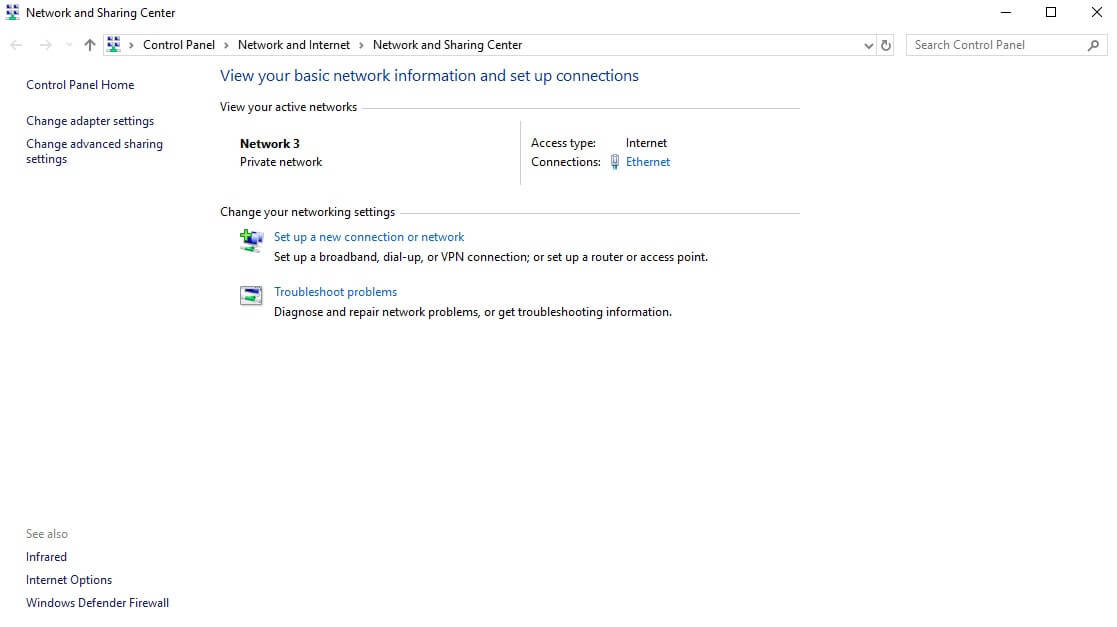 Network and Sharing Center
Control Panel > Network and Internet > Network and Sharing Center
Search Control Panel
Control Panel Home
Change adapter settings
Change advanced sharing
settings
View your basic network information and set up connections
View your active networks
Network 3
Private network
Access type: Internet
Connections: Ethernet
Change your networking settings
Set up a new connection or network
Set up a broadband, dial-up, or VPN connection; or set up a router or access point.
Troubleshoot problems
Diagnose and repair network problems, or get troubleshooting information.
See also
Infrared
Internet Options
Windows Defender Firewall